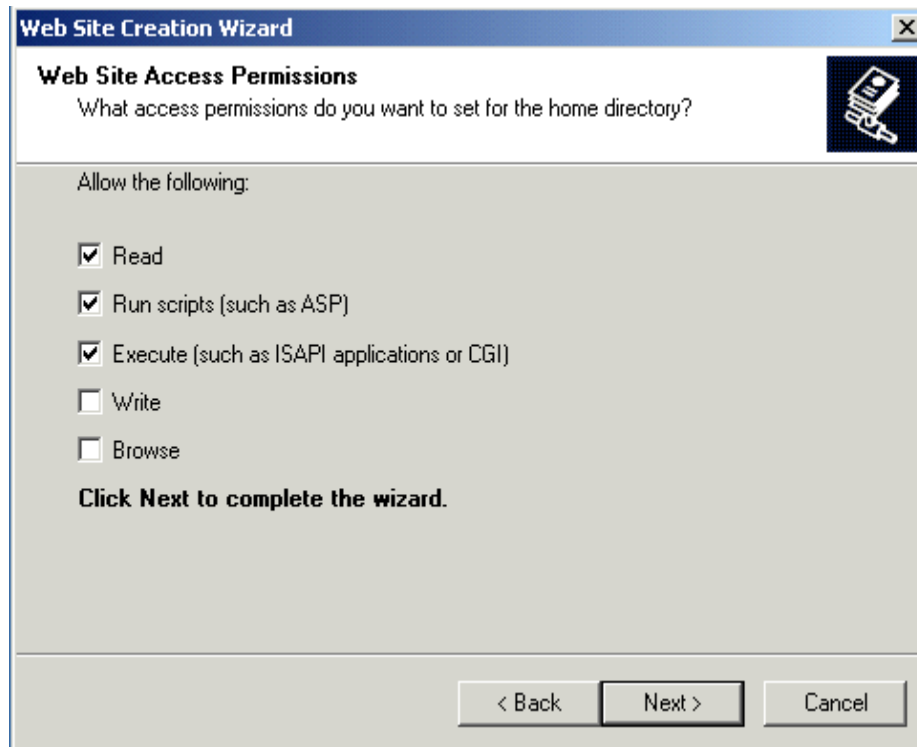 Web Site Creation Wizard
Web Site Access Permissions
What access permissions do you want to set for the home directory?
Allow the following:
Read
Run scripts (such as ASP)
Execute (such as ISAPI applications or CGI)
Write
Browse
Click Next to complete the wizard.
< Back Next > Cancel